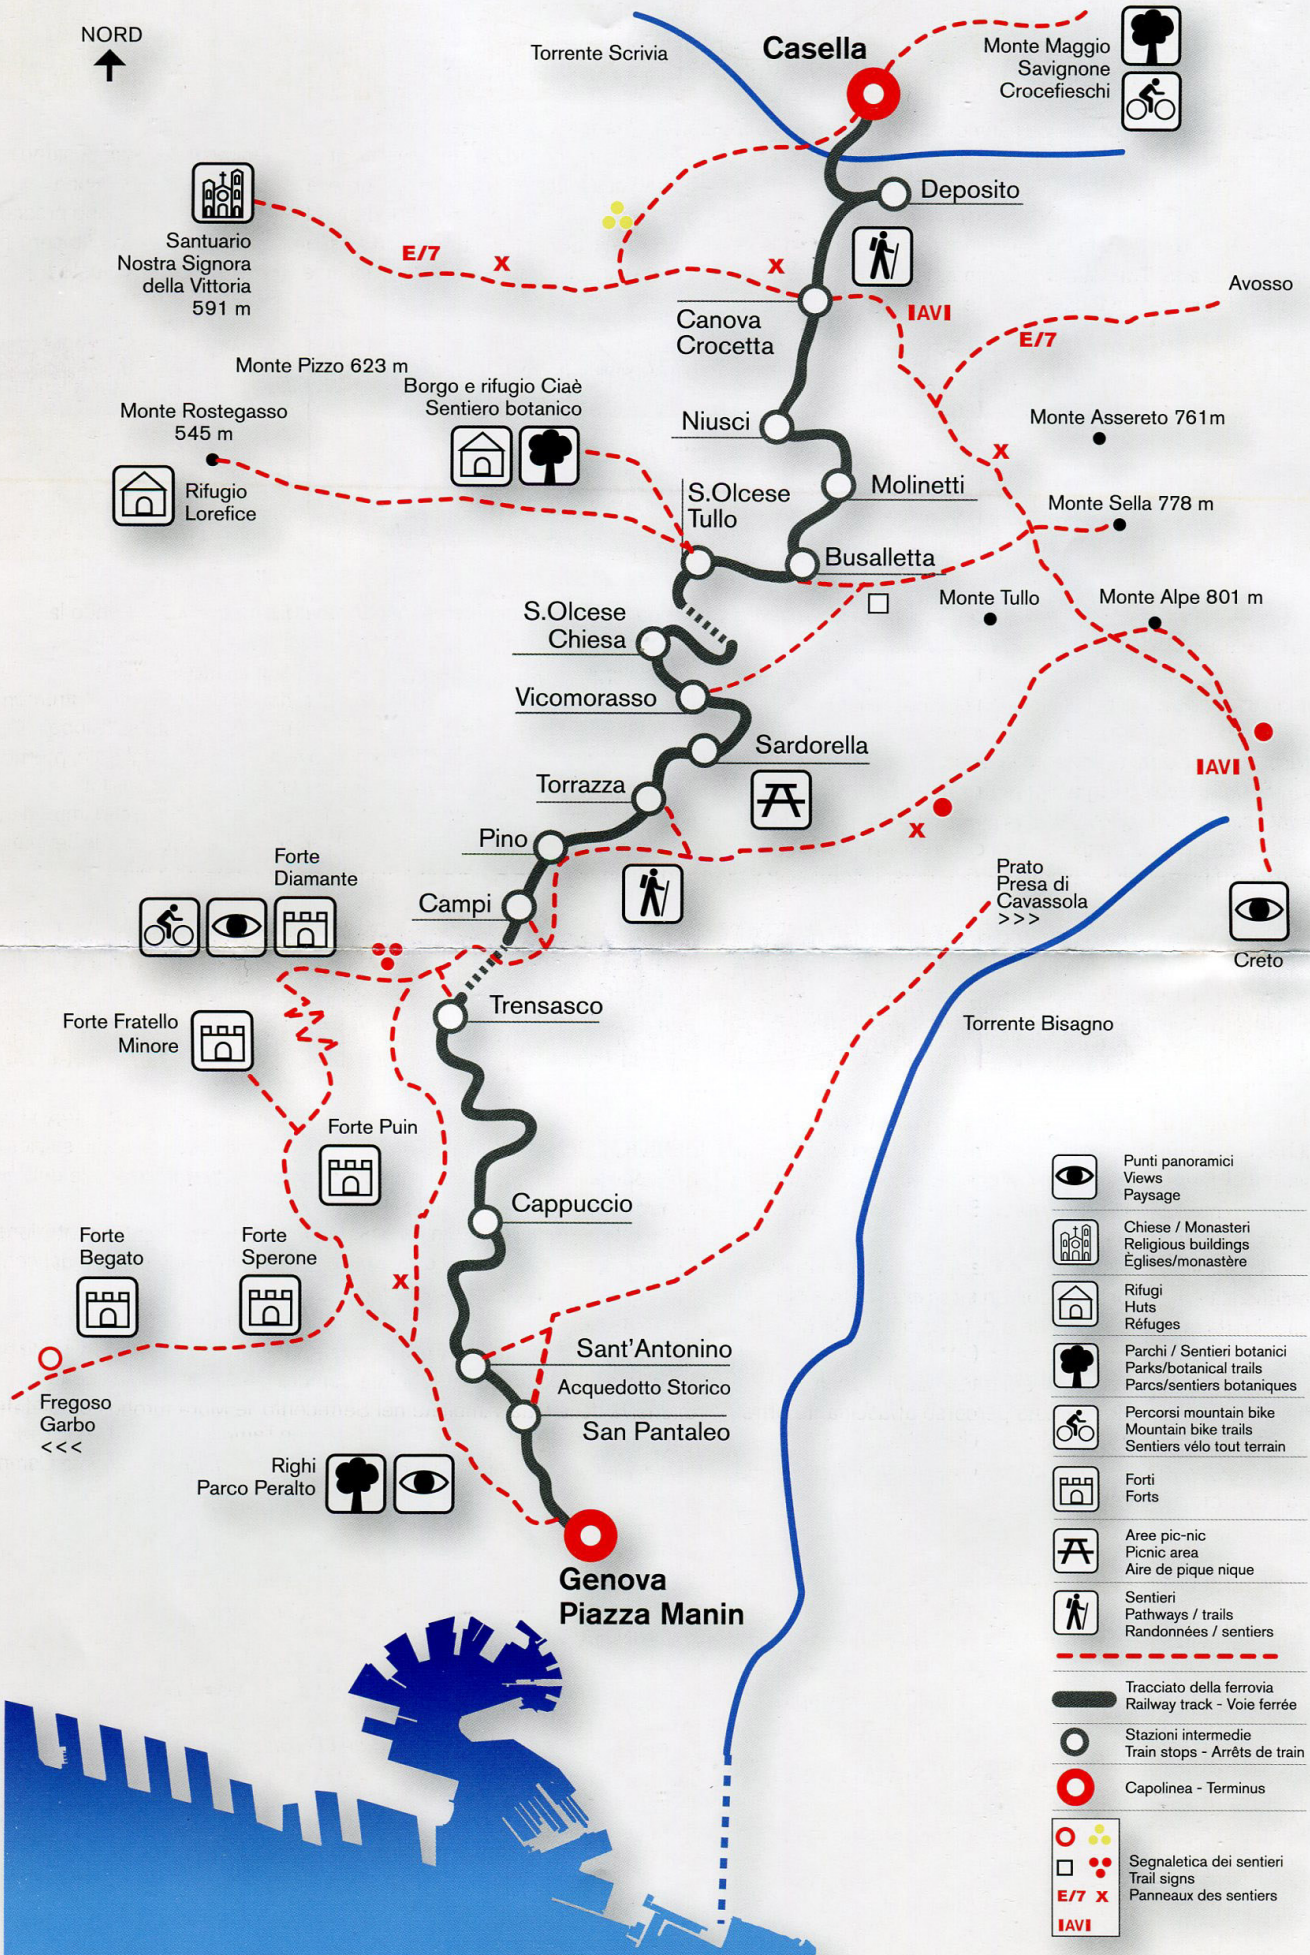 NORD
Torrente Scrivia
Casella
Monte Maggio
Savignone
Crocefieschi
Deposito
Santuario
Nostra Signora
della Vittoria
591 m
E/7
X
X
Canova
Crocetta
IAVI
Avosso
E/7
Monte Pizzo 623 m
Borgo e rifugio Ciaè
Sentiero botanico
Monte Rostegasso
545 m
Rifugio
Lorefice
Niusci
Monte Assereto 761m
X
S.Olcese
Tullo
Molinetti
Monte Sella 778 m
Busalletta
Monte Tullo
Monte Alpe 801 m
S.Olcese
Chiesa
Vicomorasso
Sardorella
IAVI
Torrazza
X
Pino
Forte
Diamante
Campi
Prato
Presa di
Cavassola
>>>
Creto
Trensasco
Torrente Bisagno
Forte Fratello
Minore
Forte Puin
Cappuccio
Forte
Begato
Forte
Sperone
X
Sant'Antonino
Acquedotto Storico
San Pantaleo
Fregoso
Garbo
<<<
Righi
Parco Peralto
Genova
Piazza Manin
Punti panoramici
Views
Paysage
Chiese / Monasteri
Religious buildings
Èglises/monastère
Rifugi
Huts
Réfuges
Parchi / Sentieri botanici
Parks/botanical trails
Parcs/sentiers botaniques
Percorsi mountain bike
Mountain bike trails
Sentiers vélo tout terrain
Forti
Forts
Aree pic-nic
Picnic area
Aire de pique nique
Sentieri
Pathways / trails
Randonnées / sentiers
Tracciato della ferrovia
Railway track - Voie ferrée
Stazioni intermedie
Train stops - Arrêts de train
Capolinea - Terminus
Segnaletica dei sentieri
Trail signs
Panneaux des sentiers
E/7 X
IAVI